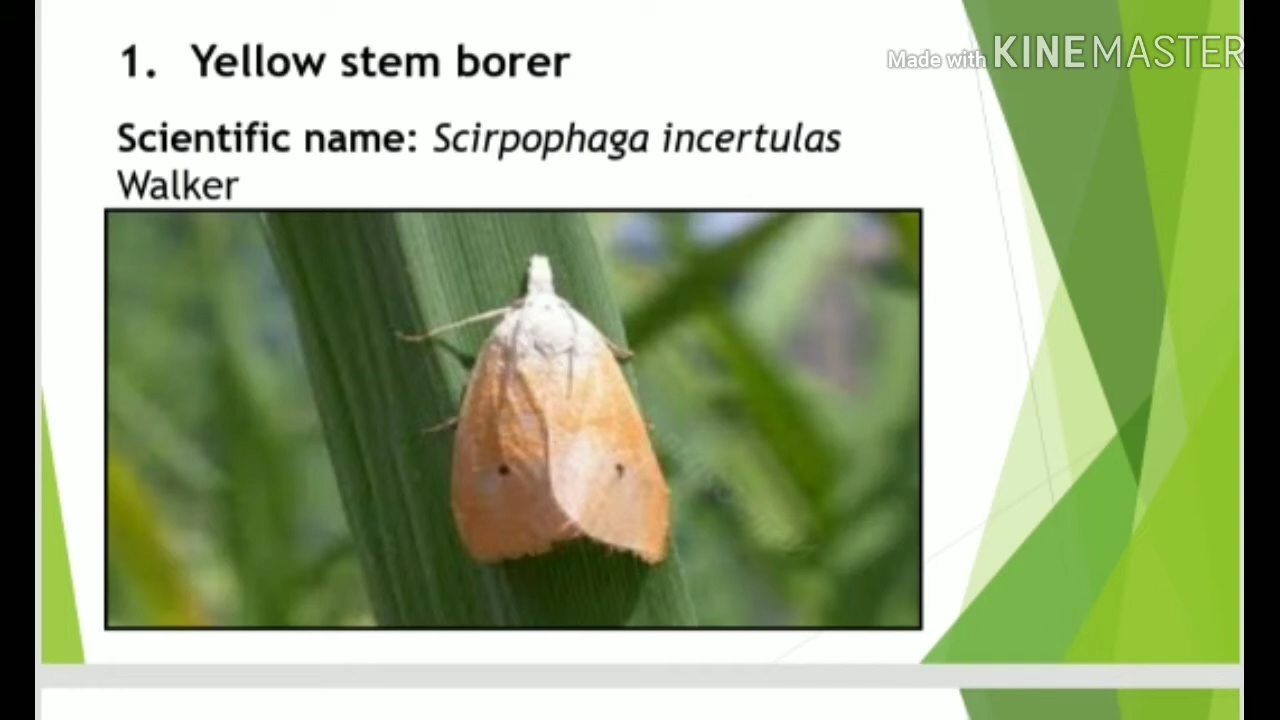 1. Yellow stem borer
Made with KINEMASTER
Scientific name: Scirpophaga incertulas
Walker